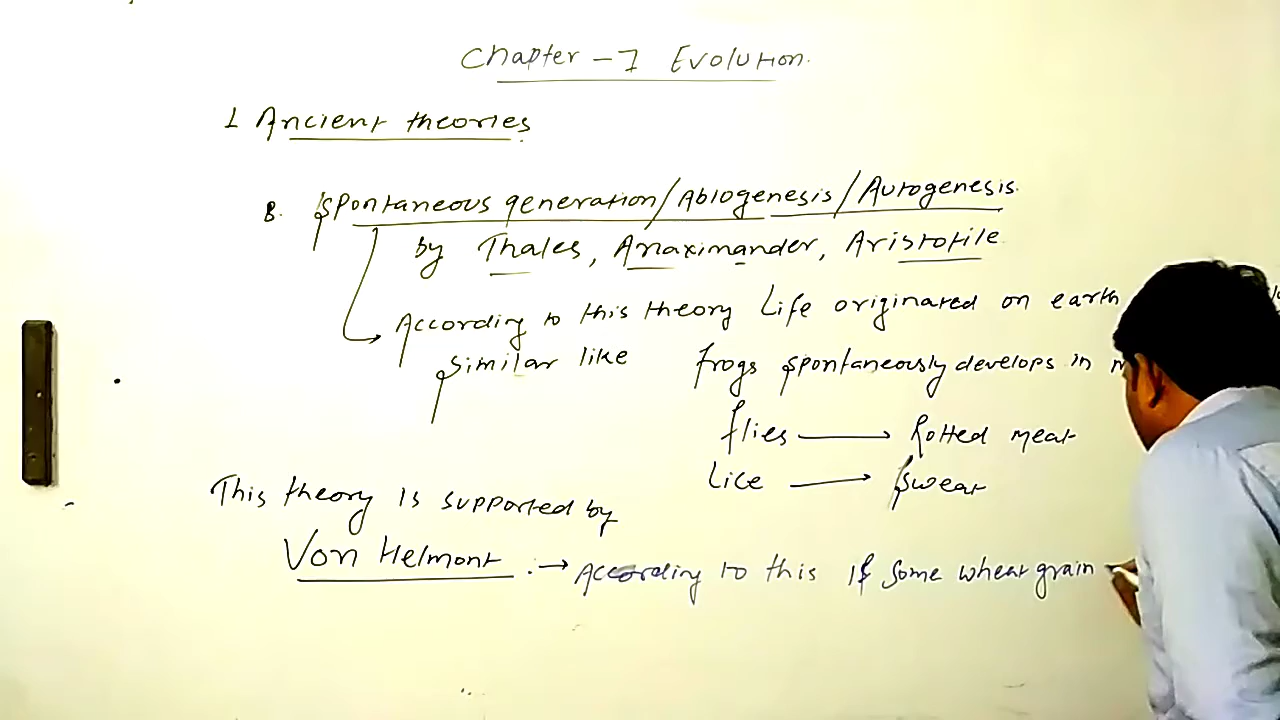 Chapter - 7 Evolution.
1 Ancient theories
B. Spontaneous generation/Abiogenesis/Autogenesis.
by Thales, Anaximander, Aristotile
According to this theory Life originated on earth
similar like frogs spontaneously develops in
flies → Rotted meat
Lice → Sweat
This theory is supported by
Von Helmont :→ According to this If some wheat grain